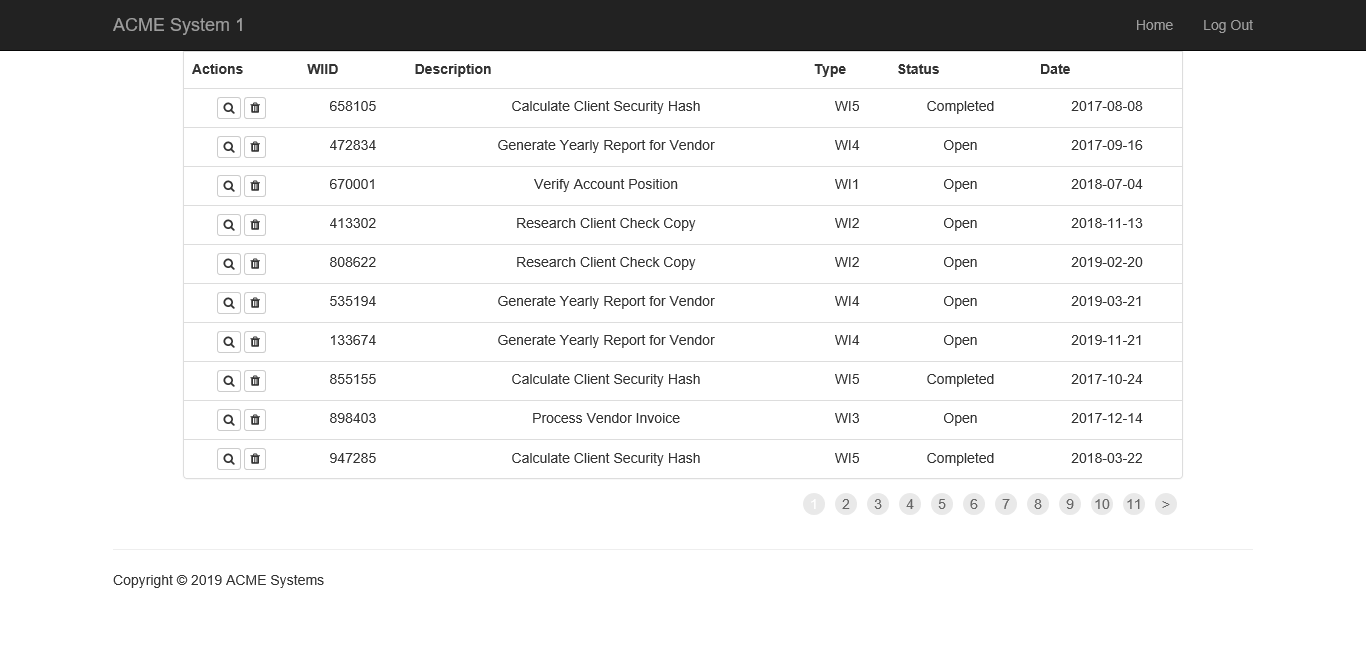 ACME System 1 Home Log Out
Actions WIID Description Type Status Date
658105 Calculate Client Security Hash WI5 Completed 2017-08-08
472834 Generate Yearly Report for Vendor WI4 Open 2017-09-16
670001 Verify Account Position WI1 Open 2018-07-04
413302 Research Client Check Copy WI2 Open 2018-11-13
808622 Research Client Check Copy WI2 Open 2019-02-20
535194 Generate Yearly Report for Vendor WI4 Open 2019-03-21
133674 Generate Yearly Report for Vendor WI4 Open 2019-11-21
855155 Calculate Client Security Hash WI5 Completed 2017-10-24
898403 Process Vendor Invoice WI3 Open 2017-12-14
947285 Calculate Client Security Hash WI5 Completed 2018-03-22
1 2 3 4 5 6 7 8 9 10 11 >
Copyright © 2019 ACME Systems